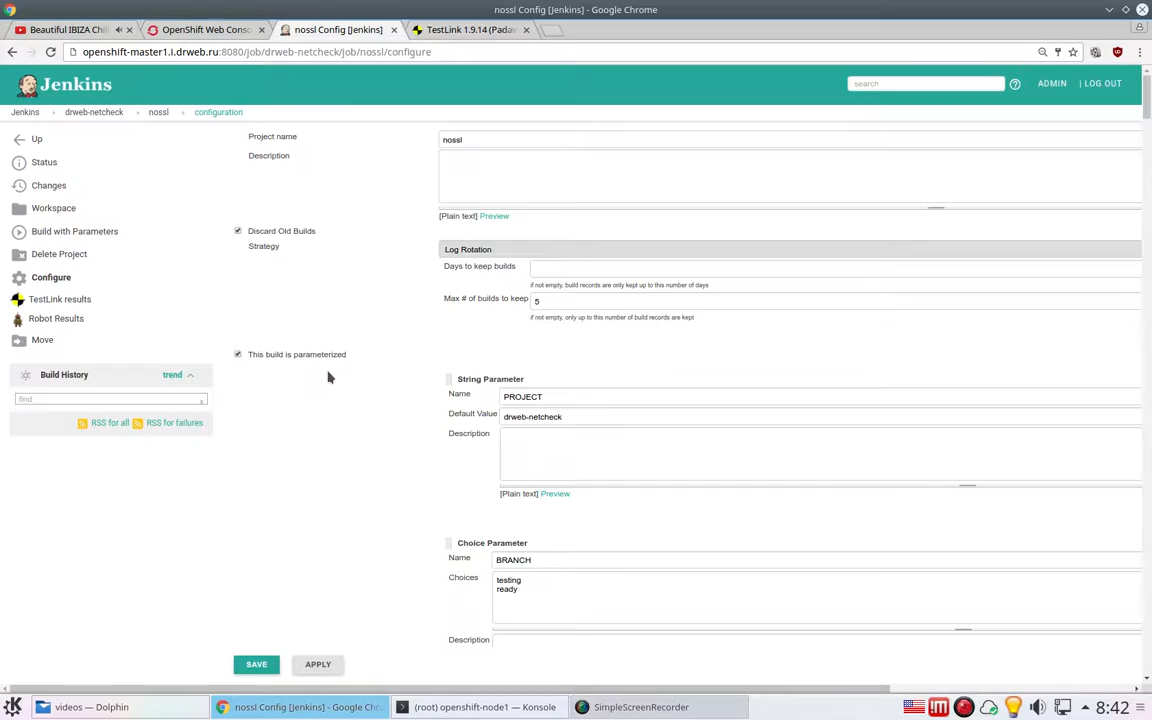 nossl Config [Jenkins] - Google Chrome
Beautiful IBIZA Chil
OpenShift Web Conso
nossl Config [Jenkins]
TestLink 1.9.14 (Padav
openshift-master1.i.drweb.ru:8080/job/drweb-netcheck/job/nossl/configure
Jenkins
search
ADMIN
| LOG OUT
Jenkins
drweb-netcheck
nossl
configuration
Up
Status
Changes
Workspace
Build with Parameters
Delete Project
Configure
TestLink results
Robot Results
Move
Build History
trend
find
x
RSS for all
RSS for failures
Project name
nossl
Description
[Plain text] Preview
Discard Old Builds
Strategy
Log Rotation
Days to keep builds
if not empty, build records are only kept up to this number of days
Max # of builds to keep
5
if not empty, only up to this number of build records are kept
This build is parameterized
String Parameter
Name
PROJECT
Default Value
drweb-netcheck
Description
[Plain text] Preview
Choice Parameter
Name
BRANCH
Choices
testing
ready
Description
SAVE
APPLY
videos — Dolphin
nossl Config [Jenkins] - Google Chro
(root) openshift-node1 — Konsole
SimpleScreenRecorder
8:42